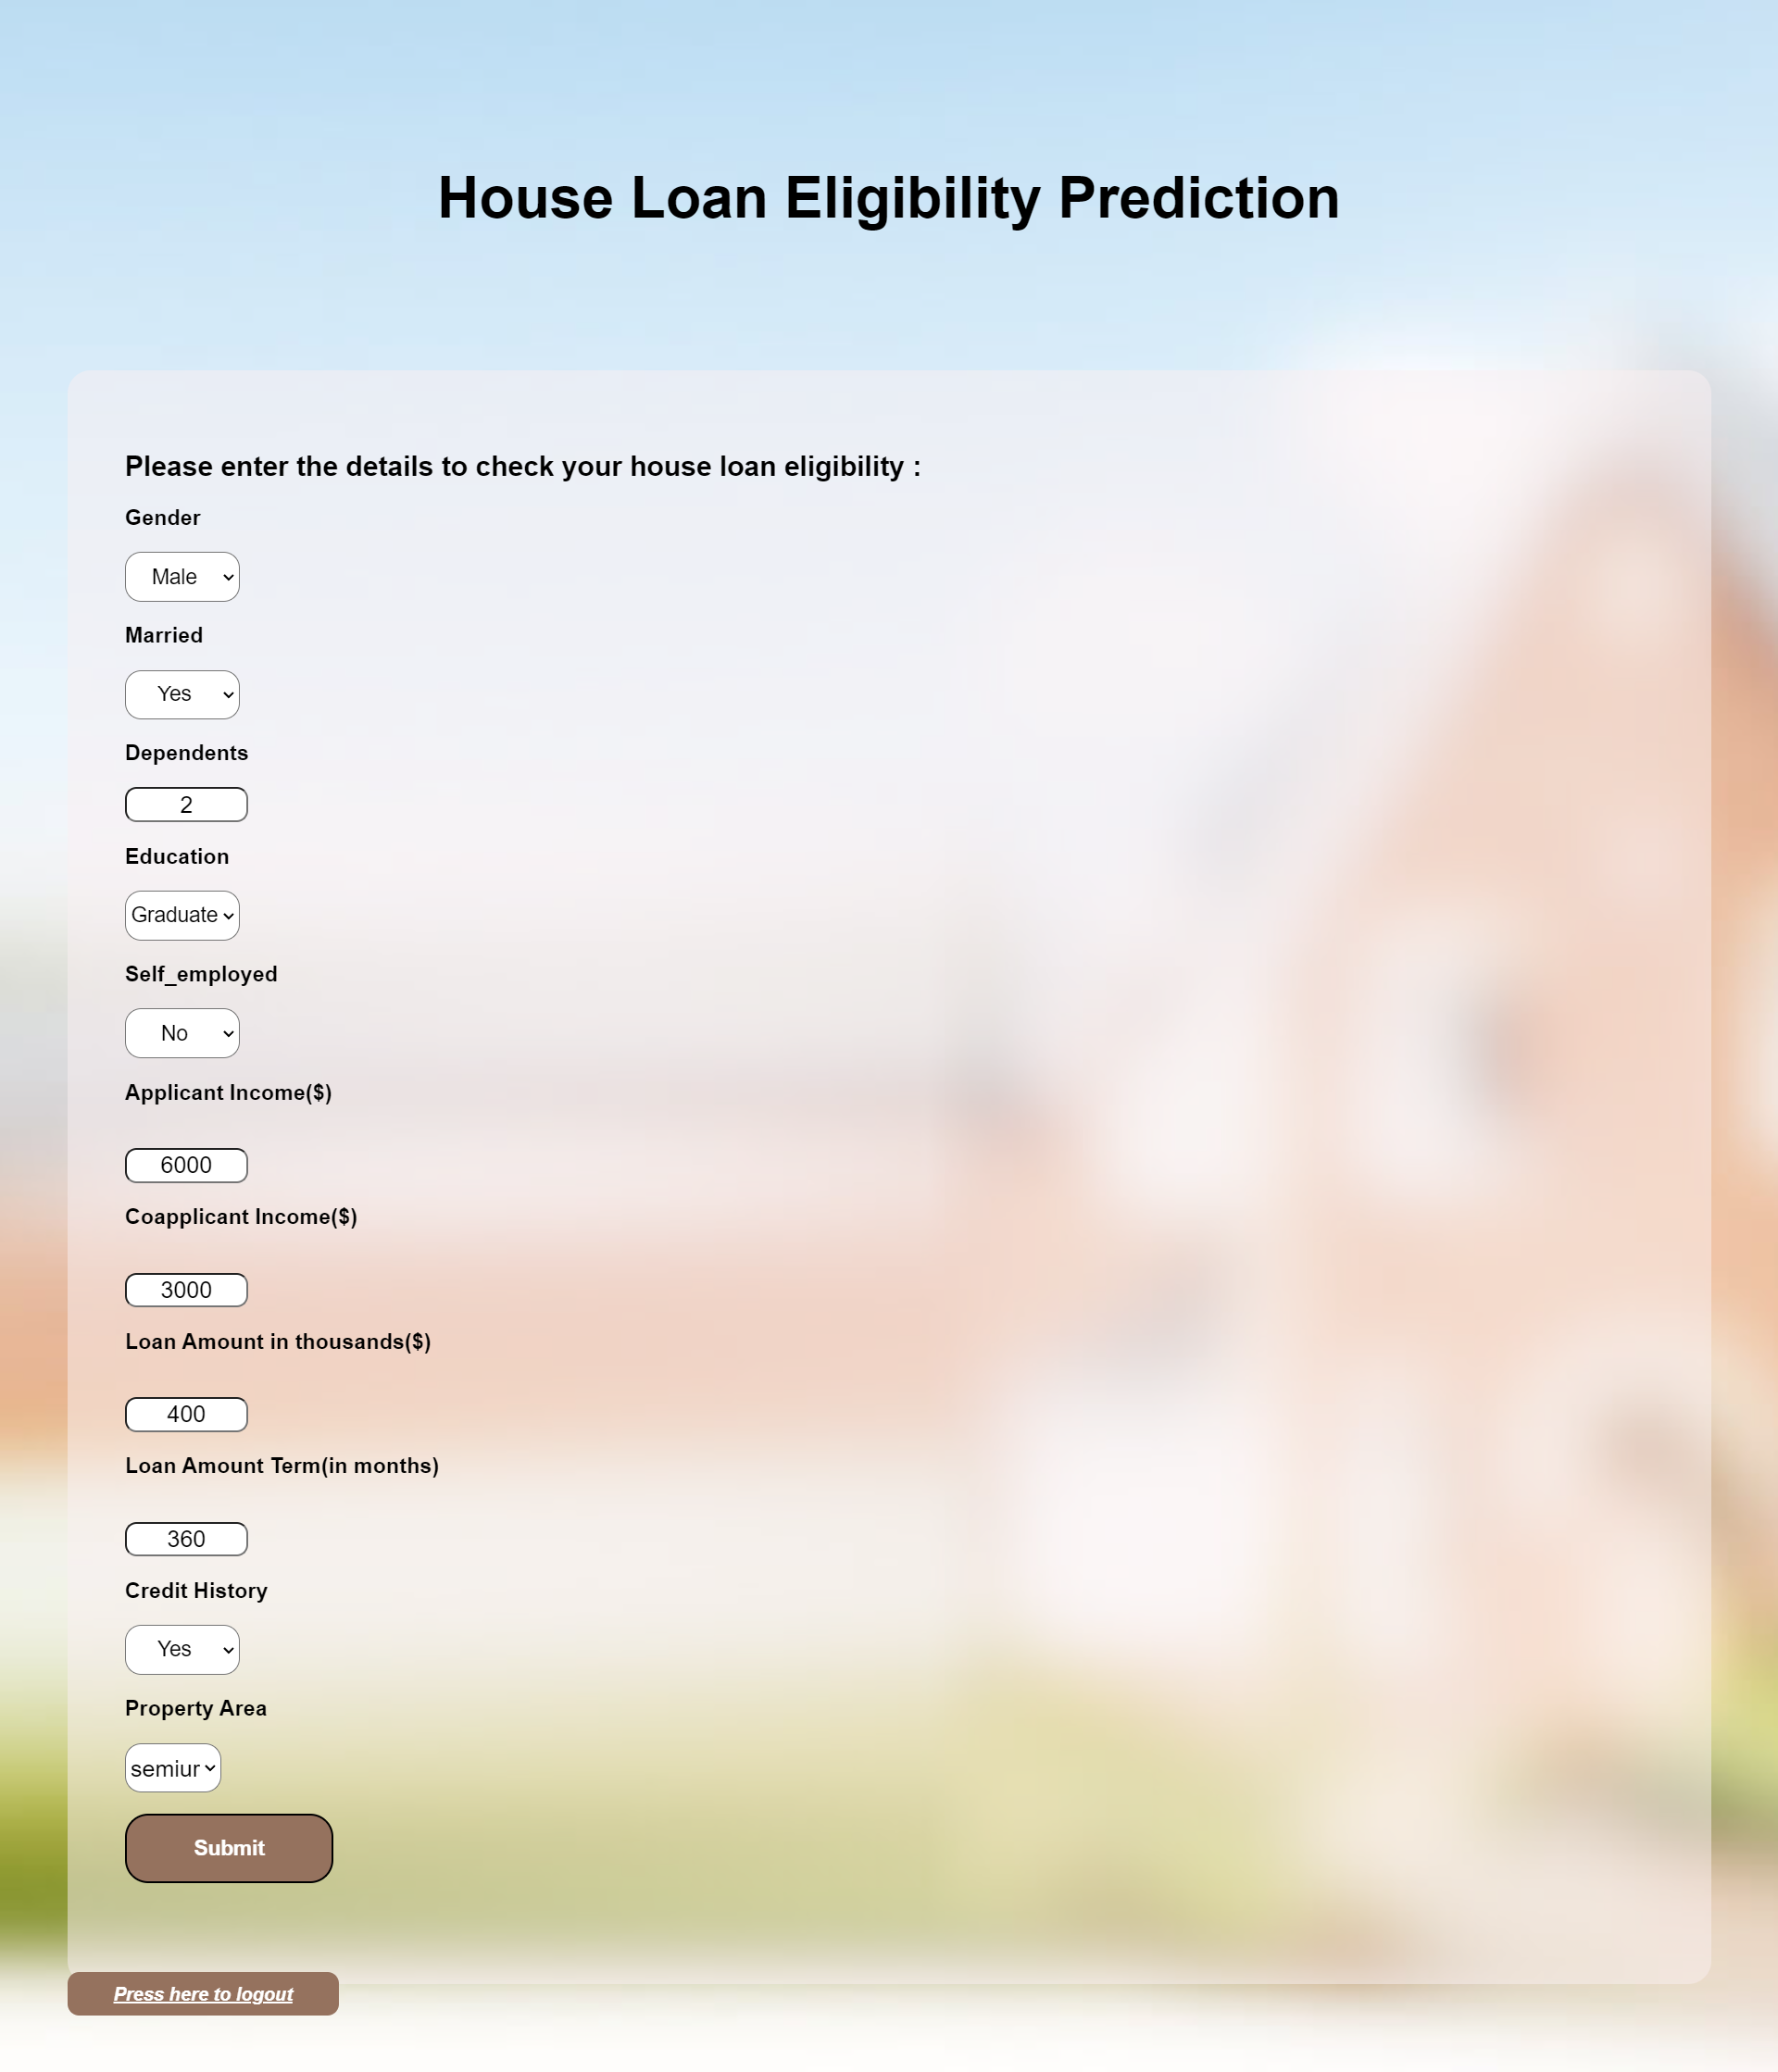 House Loan Eligibility Prediction
Please enter the details to check your house loan eligibility :
Gender
Male
Married
Yes
Dependents
2
Education
Graduate
Self_employed
No
Applicant Income($)
6000
Coapplicant Income($)
3000
Loan Amount in thousands($)
400
Loan Amount Term(in months)
360
Credit History
Yes
Property Area
semiur
Submit
Press here to logout